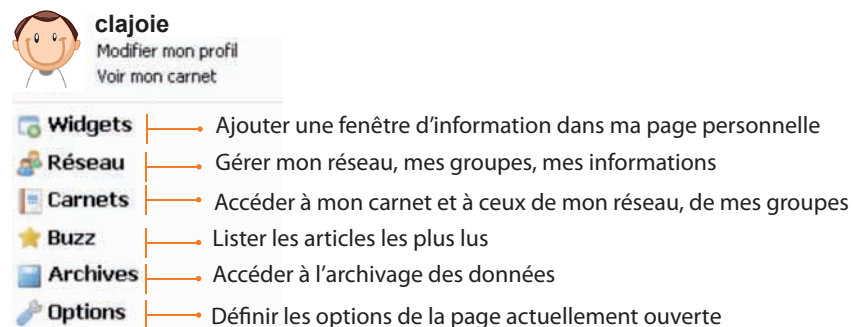 clajoie
Modifier mon profil
Voir mon carnet
Widgets Ajouter une fenêtre d'information dans ma page personnelle
Réseau Gérer mon réseau, mes groupes, mes informations
Carnets Accéder à mon carnet et à ceux de mon réseau, de mes groupes
Buzz Lister les articles les plus lus
Archives Accéder à l'archivage des données
Options Définir les options de la page actuellement ouverte